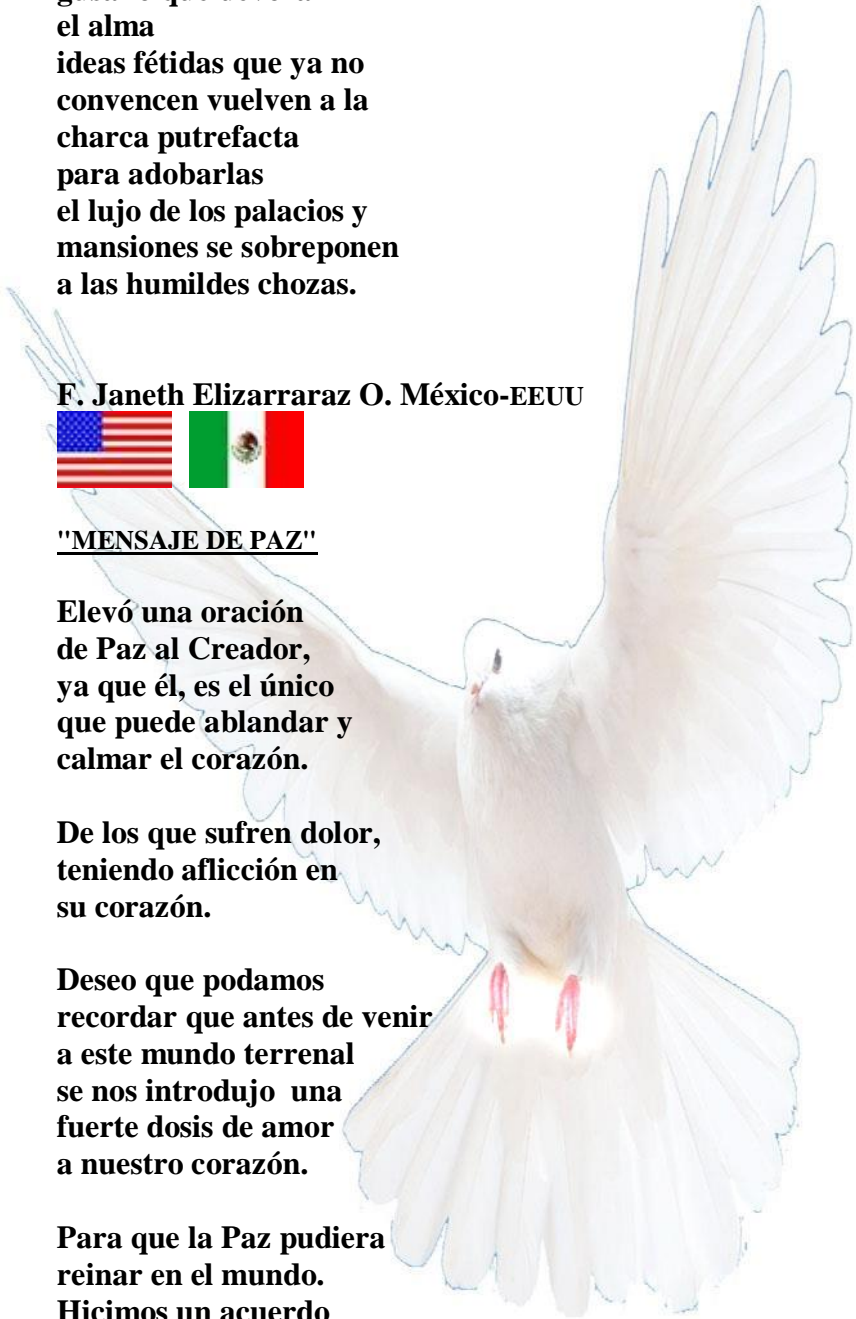 el alma
ideas fétidas que ya no
convencen vuelven a la
charca putrefacta
para adobarlas
el lujo de los palacios y
mansiones se sobreponen
a las humildes chozas.
F. Janeth Elizarraraz O. México-EEUU
"MENSAJE DE PAZ"
Elevó una oración
de Paz al Creador,
ya que él, es el único
que puede ablandar y
calmar el corazón.
De los que sufren dolor,
teniendo aflicción en
su corazón.
Deseo que podamos
recordar que antes de venir
a este mundo terrenal
se nos introdujo una
fuerte dosis de amor
a nuestro corazón.
Para que la Paz pudiera
reinar en el mundo.
Hicimos un acuerdo